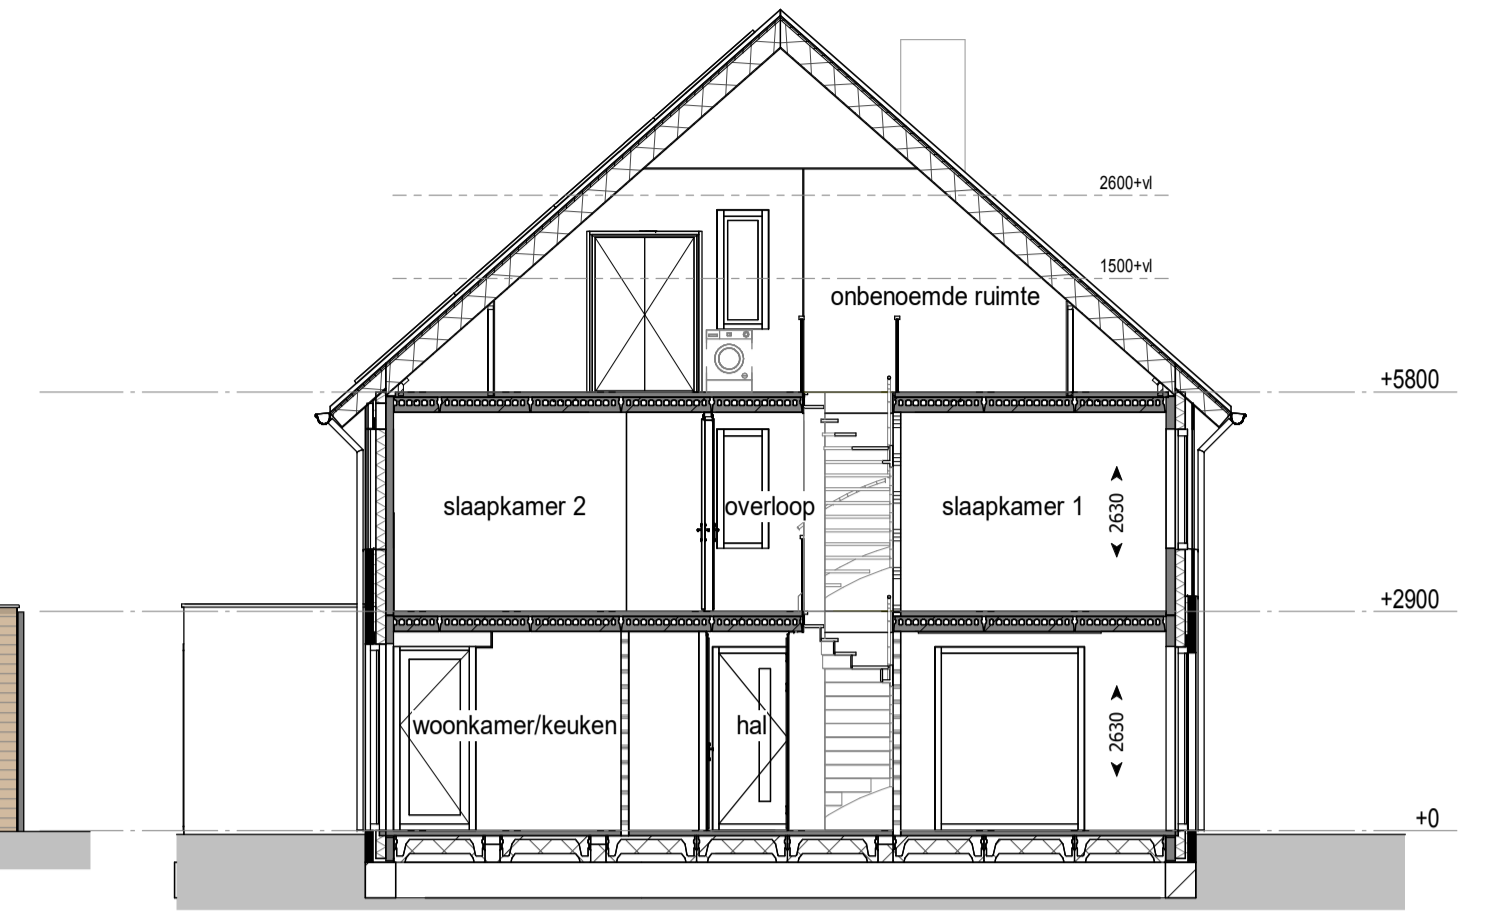 2600+vl
1500+vl
onbenoemde ruimte
+5800
slaapkamer 2
overloop
slaapkamer 1
2630
+2900
woonkamer/keuken
hal
2630
+0